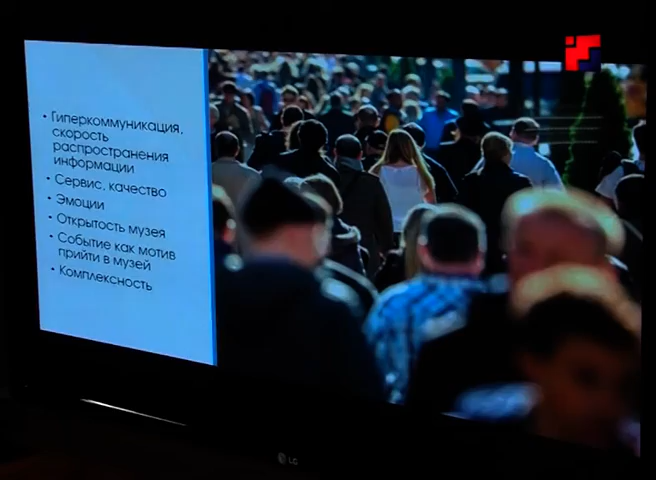 • Гиперкоммуникация,
скорость
распространения
информации
• Сервис, качество
• Эмоции
• Открытость музея
• Событие как мотив
прийти в музей
• Комплексность
LG